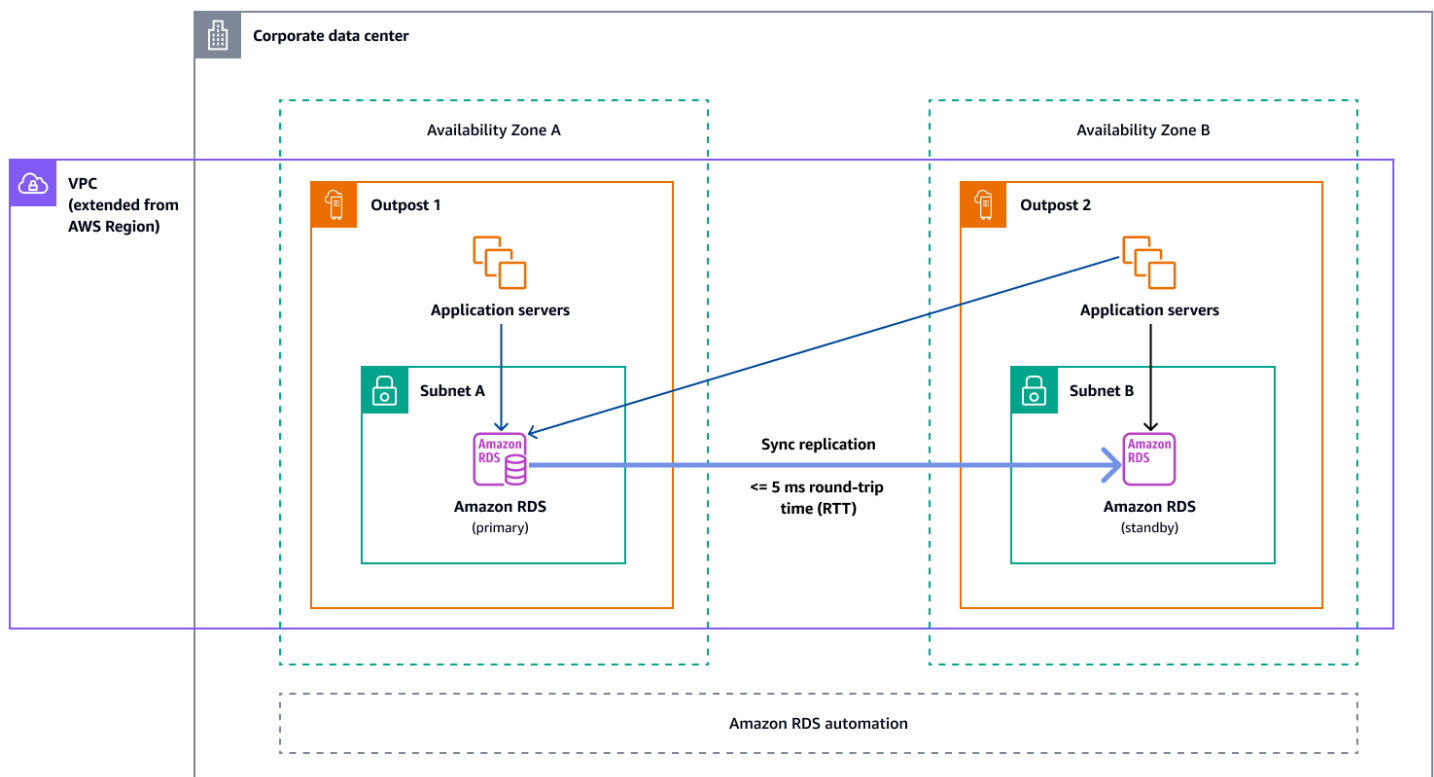 Corporate data center
Availability Zone A
Availability Zone B
VPC
(extended from
AWS Region)
Outpost 1
Outpost 2
Application servers
Application servers
Subnet A
Subnet B
Amazon
RDS
Sync replication
Amazon
RDS
<= 5 ms round-trip
time (RTT)
Amazon RDS
(primary)
Amazon RDS
(standby)
Amazon RDS automation